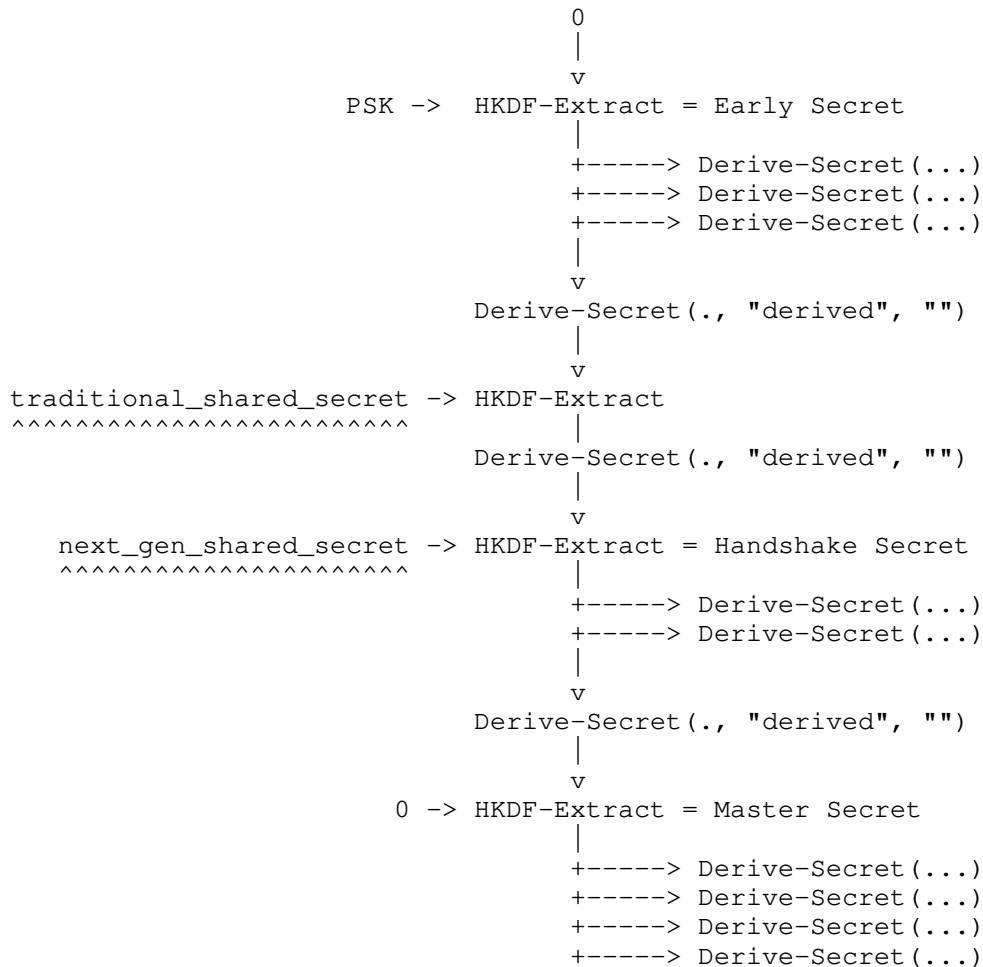 0
|
v
PSK -> HKDF-Extract = Early Secret
|
+-----> Derive-Secret(...)
+-----> Derive-Secret(...)
+-----> Derive-Secret(...)
|
v
Derive-Secret(., "derived", "")
|
v
traditional_shared_secret -> HKDF-Extract
^^^^^^^^^^^^^^^^^^^^^^^^^ |
Derive-Secret(., "derived", "")
|
v
next_gen_shared_secret -> HKDF-Extract = Handshake Secret
^^^^^^^^^^^^^^^^^^^^^^ |
+-----> Derive-Secret(...)
+-----> Derive-Secret(...)
|
v
Derive-Secret(., "derived", "")
|
v
0 -> HKDF-Extract = Master Secret
|
+-----> Derive-Secret(...)
+-----> Derive-Secret(...)
+-----> Derive-Secret(...)
+-----> Derive-Secret(...)